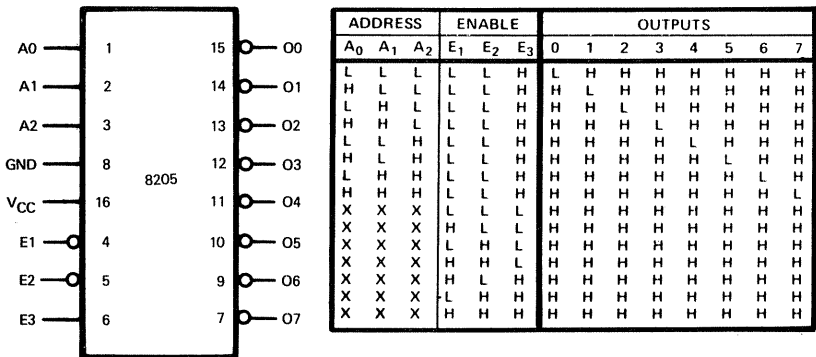 A0 1 15 O0
A1 2 14 O1
A2 3 13 O2
GND 8 12 O3
8205
VCC 16 11 O4
E1 4 10 O5
E2 5 9 O6
E3 6 7 O7
ADDRESS ENABLE OUTPUTS
A0 A1 A2 E1 E2 E3 0 1 2 3 4 5 6 7
L L L L L H L H H H H H H H
H L L L L H H L H H H H H H
L H L L L H H H L H H H H H
H H L L L H H H H L H H H H
L L H L L H H H H H L H H H
H L H L L H H H H H H L H H
L H H L L H H H H H H H L H
H H H L L H H H H H H H H L
X X X L L L H H H H H H H H
X X X H L L H H H H H H H H
X X X L H L H H H H H H H H
X X X H H L H H H H H H H H
X X X H L H H H H H H H H H
X X X L H H H H H H H H H H
X X X H H H H H H H H H H H